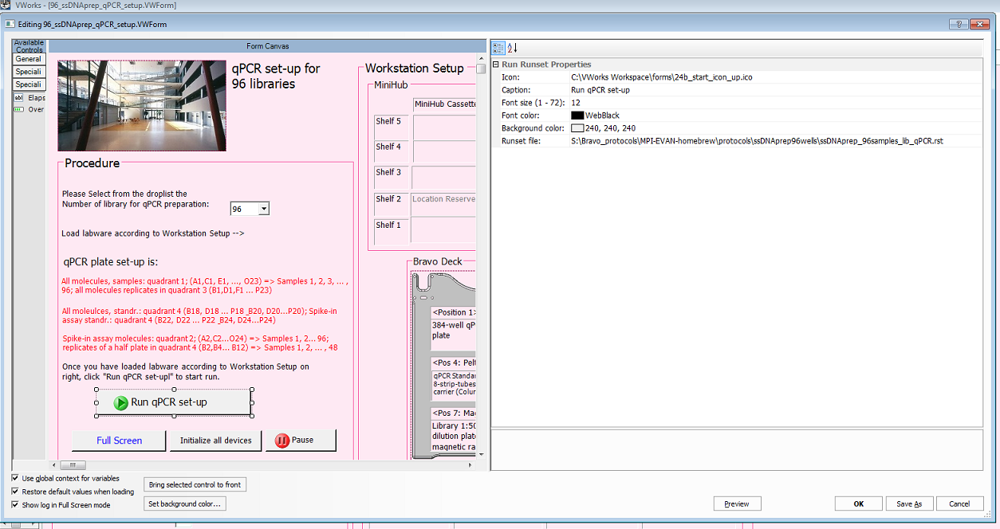 VWorks - [96_ssDNAprep_qPCR_setup.VWForm]
Editing 96_ssDNAprep_qPCR_setup.VWForm
Available
Controls
General
Speciali
Speciali
Elaps
Over
Form Canvas
qPCR set-up for
96 libraries
Procedure
Please Select from the droplist the
Number of library for qPCR preparation:
96
Load labware according to Workstation Setup -->
qPCR plate set-up is:
All molecules, samples: quadrant 1; (A1,C1, E1, ..., O23) => Samples 1, 2, 3, ... ,
96; all molecules replicates in quadrant 3 (B1,D1,F1 ... P23)
All moleulces, standr.: quadrant 4 (B18, D18 ... P18 _B20, D20...P20); Spike-in
assay standr.: quadrant 4 (B22, D22 ... P22 _B24, D24...P24)
Spike-in assay molecules: quadrant 2; (A2,C2...O24) => Samples 1, 2... 96;
replicates of a half plate in quadrant 4 (B2,B4... B12) => Samples 1, 2, ... , 48
Once you have loaded labware according to Workstation Setup on
right, click "Run qPCR set-upl" to start run.
Run qPCR set-up
Full Screen
Initialize all devices
Pause
Workstation Setup
MiniHub
MiniHub Cassette
Shelf 5
Shelf 4
Shelf 3
Shelf 2
Location Reserve
Shelf 1
Bravo Deck
<Position 1>
384-well qP
plate
<Pos 4: Pelt
qPCR Standar
8-strip-tubes
carrier (Colur
<Pos 7: Mag
Library 1:50
dilution plate
magnetic ra
Run Runset Properties
Icon: C:\VWorks Workspace\forms\24b_start_icon_up.ico
Caption: Run qPCR set-up
Font size (1 - 72): 12
Font color: WebBlack
Background color: 240, 240, 240
Runset file: S:\Bravo_protocols\MPI-EVAN-homebrew\protocols\ssDNAprep96wells\ssDNAprep_96samples_lib_qPCR.rst
Use global context for variables
Restore default values when loading
Show log in Full Screen mode
Bring selected control to front
Set background color...
Preview
OK
Save As
Cancel